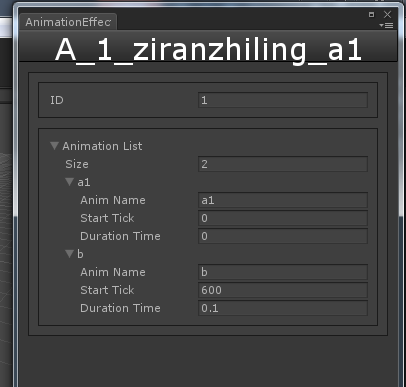 AnimationEffec
A_1_ziranzhiling_a1
ID 1
Animation List
Size 2
a1
Anim Name a1
Start Tick 0
Duration Time 0
b
Anim Name b
Start Tick 600
Duration Time 0.1